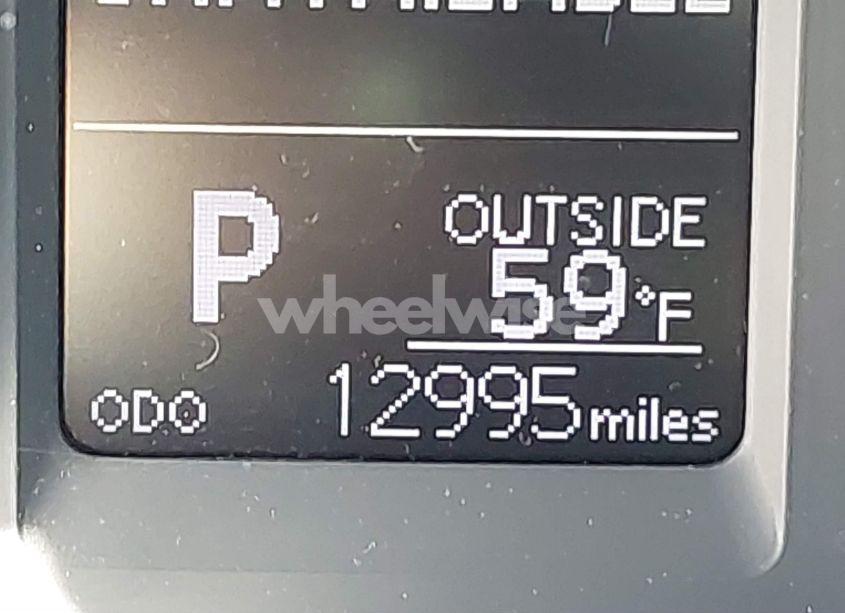 P
OUTSIDE
59°F
wheelwise
ODO 12995 miles